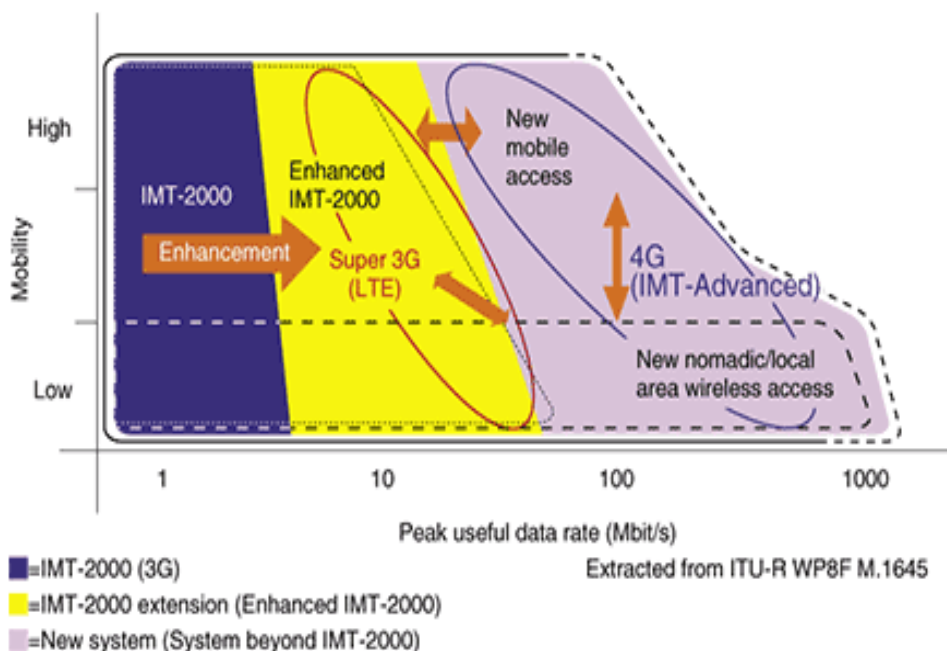 High
Mobility
Low
IMT-2000
Enhancement
Enhanced
IMT-2000
Super 3G
(LTE)
New
mobile
access
4G
(IMT-Advanced)
New nomadic/local
area wireless access
1
10
100
1000
Peak useful data rate (Mbit/s)
=IMT-2000 (3G)
Extracted from ITU-R WP8F M.1645
=IMT-2000 extension (Enhanced IMT-2000)
=New system (System beyond IMT-2000)